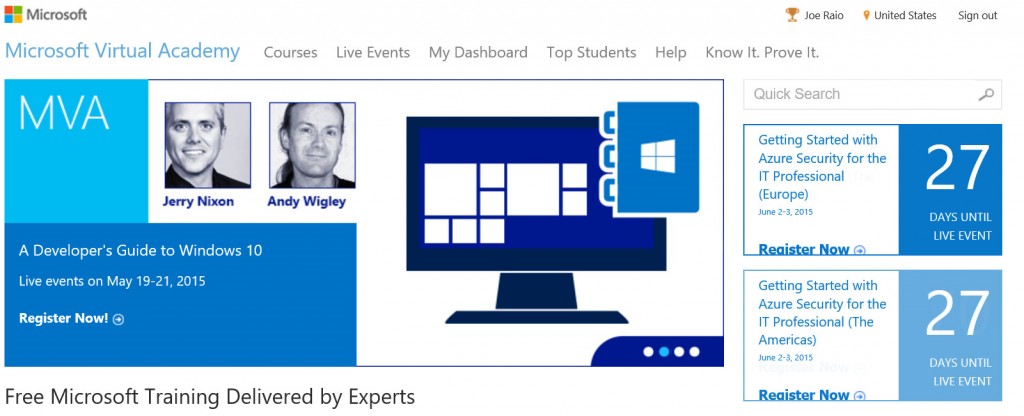 Microsoft
Joe Raio
United States
Sign out
Microsoft Virtual Academy
Courses
Live Events
My Dashboard
Top Students
Help
Know It. Prove It.
MVA
Jerry Nixon
Andy Wigley
A Developer's Guide to Windows 10
Live events on May 19-21, 2015
Register Now!
Quick Search
Getting Started with
Azure Security for the
IT Professional
(Europe)
June 2-3, 2015
Register Now
27
DAYS UNTIL
LIVE EVENT
Getting Started with
Azure Security for the
IT Professional (The
Americas)
June 2-3, 2015
Register Now
27
DAYS UNTIL
LIVE EVENT
Free Microsoft Training Delivered by Experts